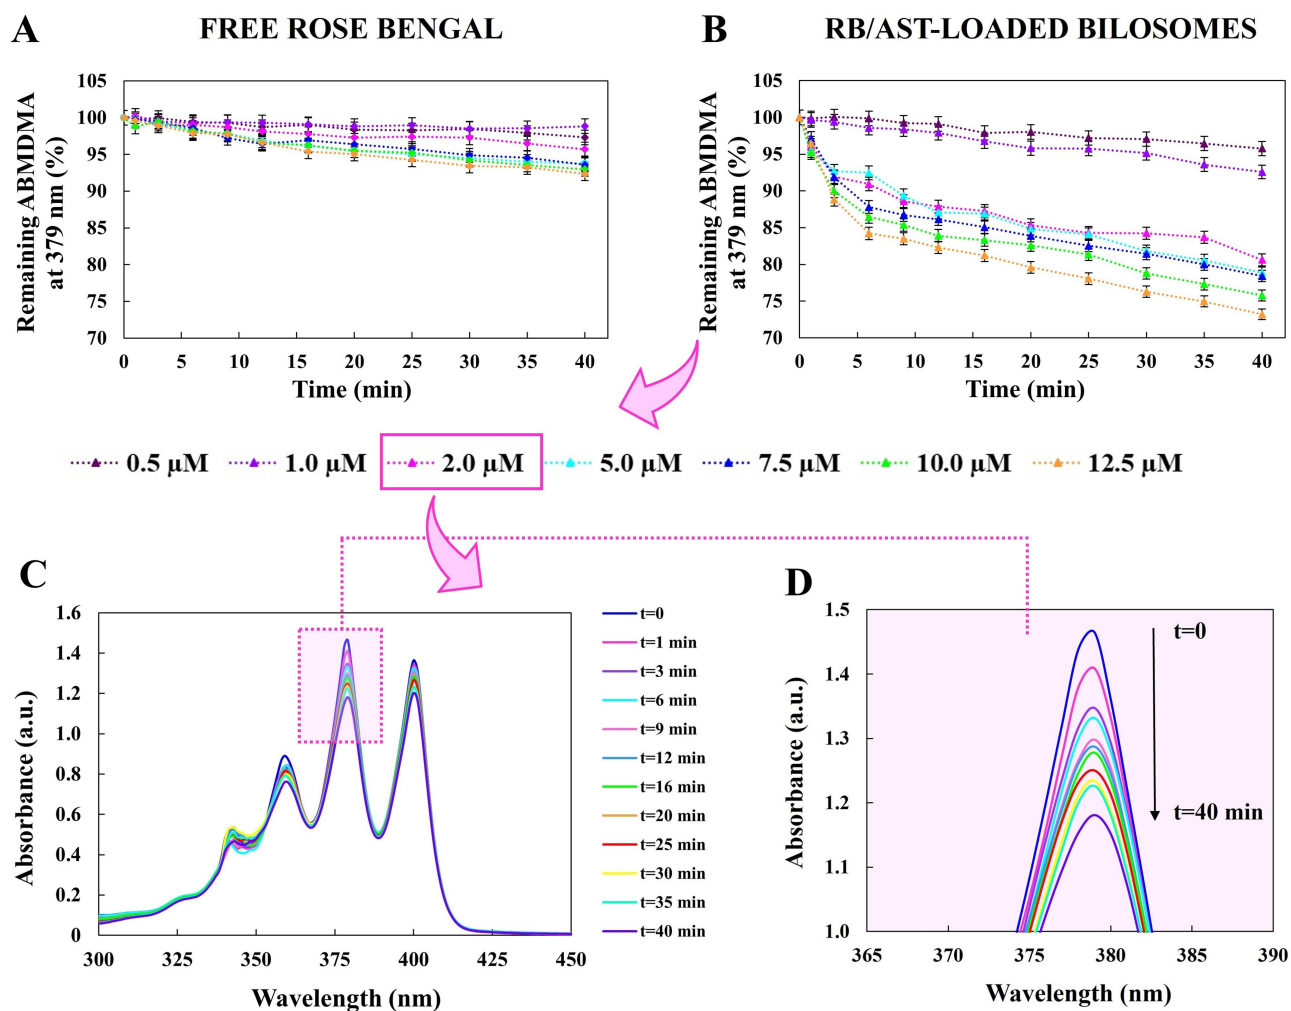 A
FREE ROSE BENGAL
B
RB/AST-LOADED BILOSOMES
Remaining ABMDMA
at 379 nm (%)
105
100
95
90
85
80
75
70
0 5 10 15 20 25 30 35 40
Time (min)
Remaining ABMDMA
at 379 nm (%)
105
100
95
90
85
80
75
70
0 5 10 15 20 25 30 35 40
Time (min)
0.5 µM 1.0 µM 2.0 µM 5.0 µM 7.5 µM 10.0 µM 12.5 µM
C
Absorbance (a.u.)
1.6
1.4
1.2
1.0
0.8
0.6
0.4
0.2
0
300 325 350 375 400 425 450
Wavelength (nm)
t=0
t=1 min
t=3 min
t=6 min
t=9 min
t=12 min
t=16 min
t=20 min
t=25 min
t=30 min
t=35 min
t=40 min
D
Absorbance (a.u.)
1.5
1.4
1.3
1.2
1.1
1.0
365 370 375 380 385 390
Wavelength (nm)
t=0
t=40 min